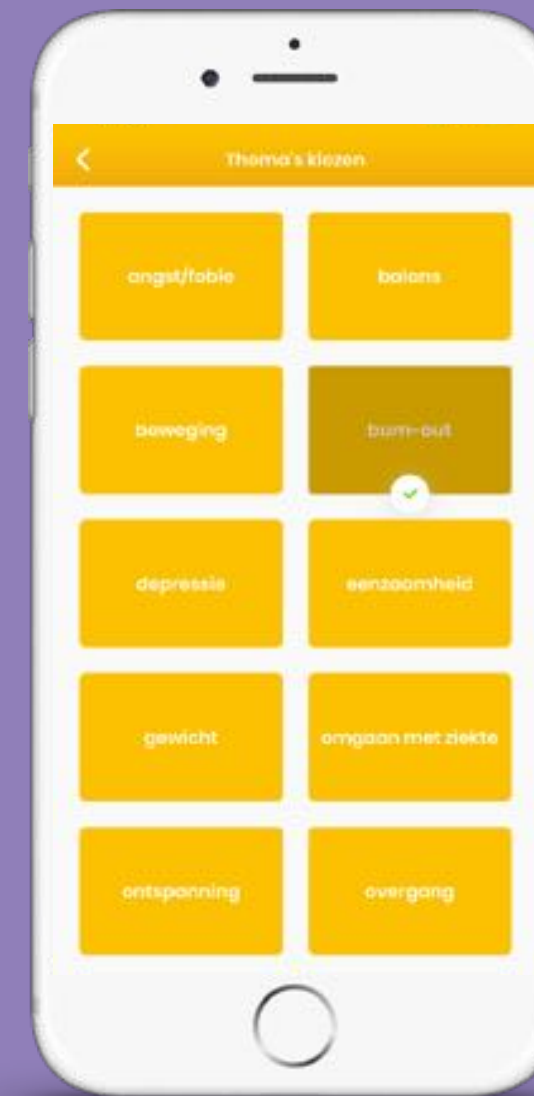 Thema's kiezen
angst/fobie
balans
beweging
burn-out
depressie
eenzaamheid
gewicht
omgaan met ziekte
ontspanning
overgang